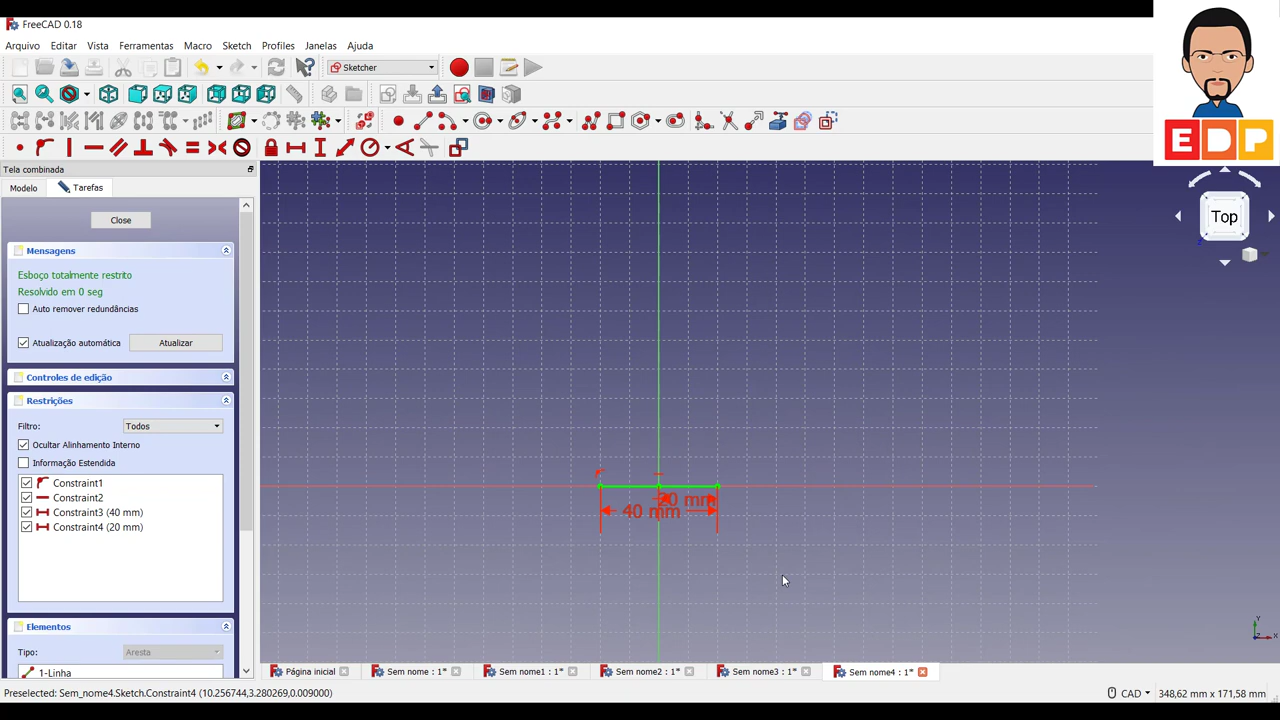 FreeCAD 0.18
Arquivo Editar Vista Ferramentas Macro Sketch Profiles Janelas Ajuda
Sketcher
EDP
Tela combinada
Modelo Tarefas
Close
Top
Mensagens
Esboço totalmente restrito
Resolvido em 0 seg
Auto remover redundâncias
Atualização automática Atualizar
Controles de edição
Restrições
Filtro: Todos
Ocultar Alinhamento Interno
Informação Estendida
Constraint1
Constraint2
Constraint3 (40 mm)
Constraint4 (20 mm)
20 mm
40 mm
Elementos
Tipo: Aresta
1-Linha
Y
Z X
Página inicial Sem nome : 1* Sem nome1 : 1* Sem nome2 : 1* Sem nome3 : 1* Sem nome4 : 1*
Preselected: Sem_nome4.Sketch.Constraint4 (10.256744,3.280269,0.009000) CAD 348,62 mm x 171,58 mm